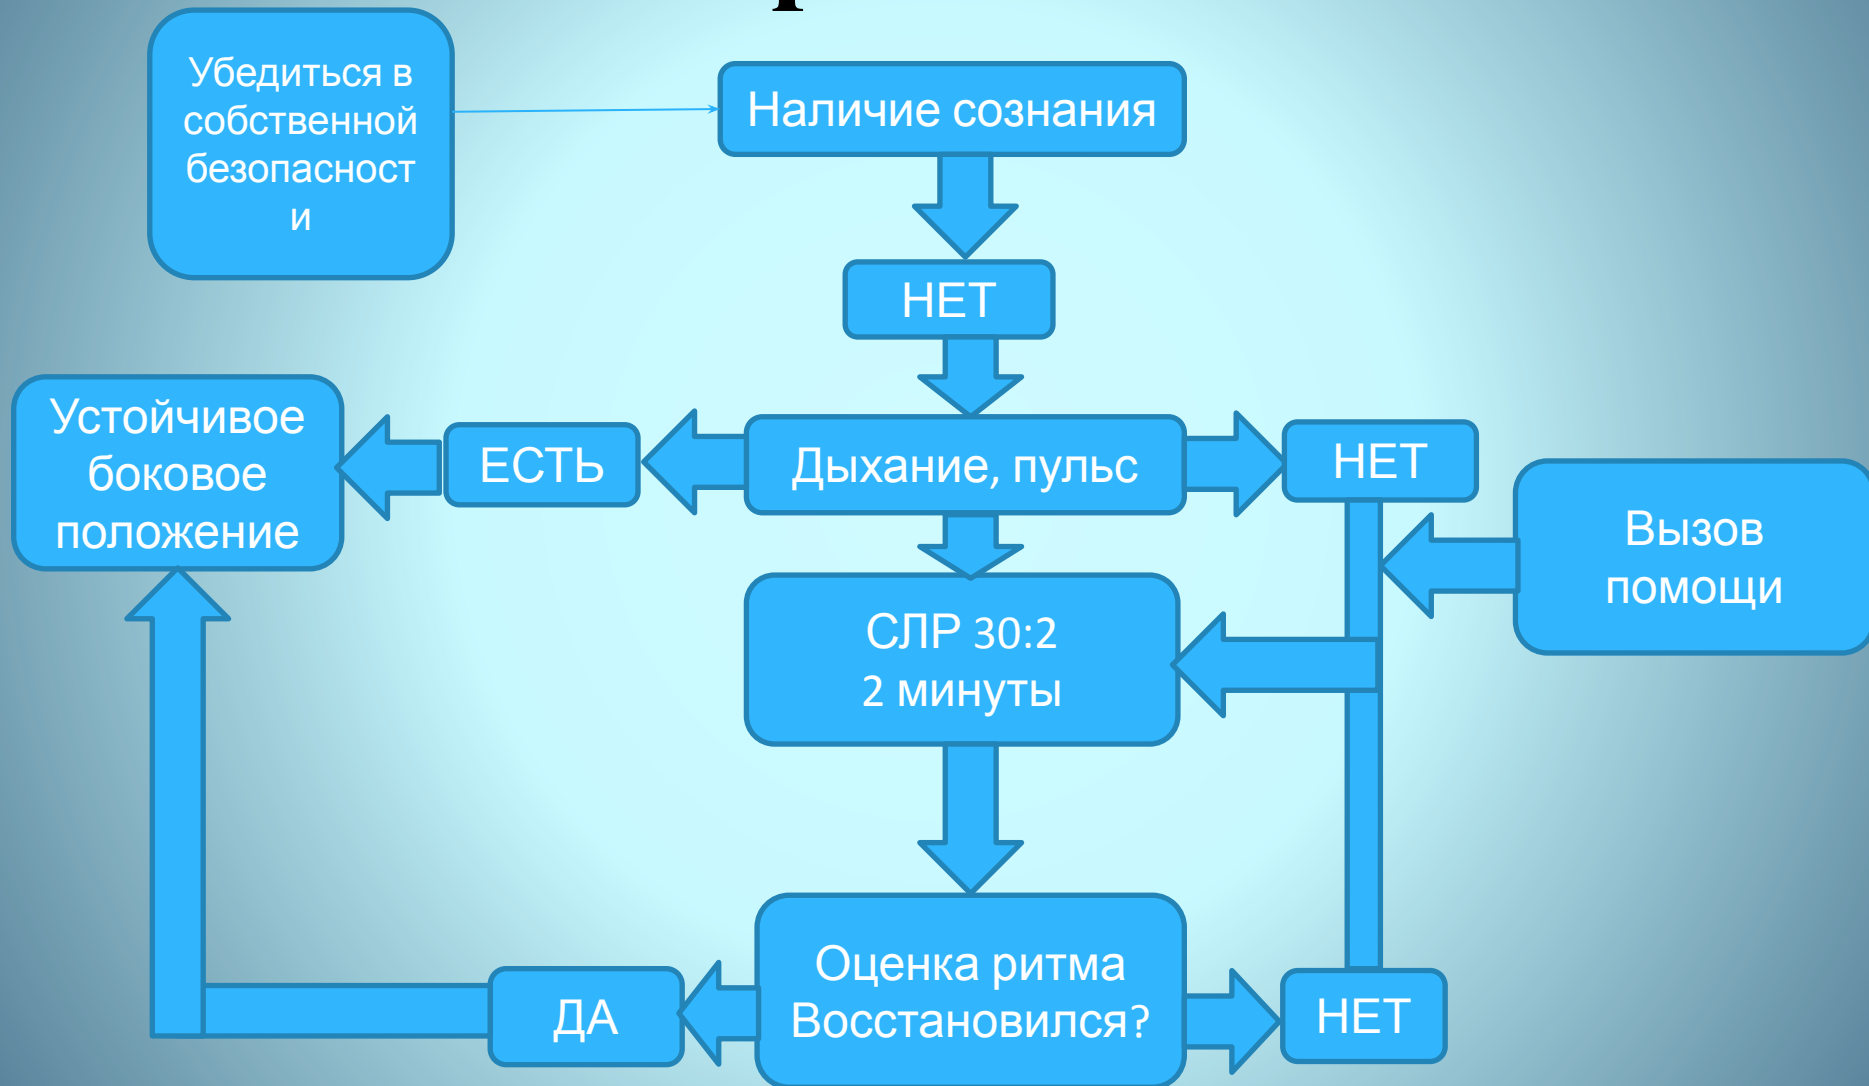 Убедиться в
собственной
безопасност
и
Наличие сознания
НЕТ
Устойчивое
боковое
положение
ЕСТЬ
Дыхание, пульс
НЕТ
Вызов
помощи
СЛР 30:2
2 минуты
Оценка ритма
Восстановился?
ДА
НЕТ